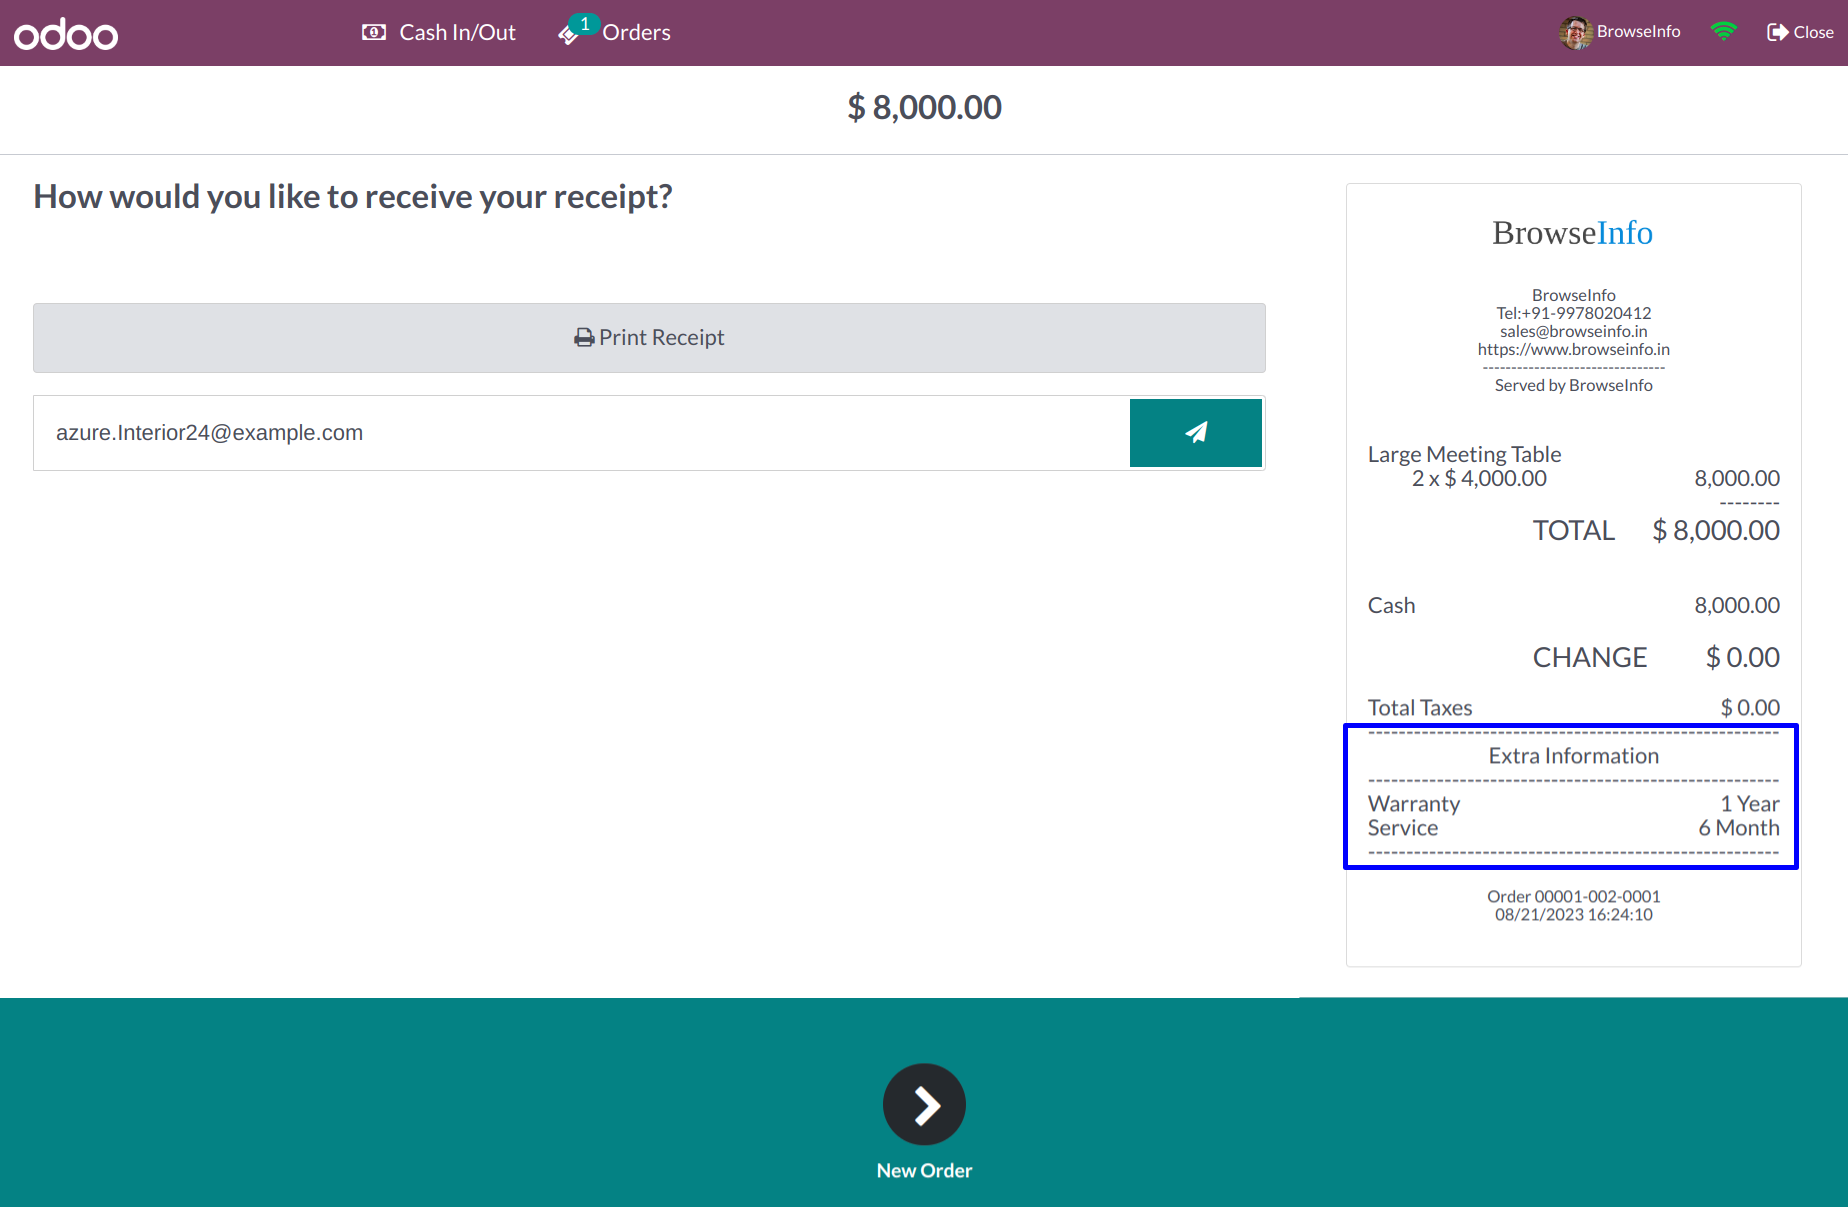 odoo
Cash In/Out
1
Orders
BrowseInfo
Close
$ 8,000.00
How would you like to receive your receipt?
Print Receipt
azure.Interior24@example.com
BrowseInfo
BrowseInfo
Tel:+91-9978020412
sales@browseinfo.in
https://www.browseinfo.in
--------------------------------
Served by BrowseInfo
Large Meeting Table
2 x $ 4,000.00 8,000.00
--------
TOTAL $ 8,000.00
Cash 8,000.00
CHANGE $ 0.00
Total Taxes $ 0.00
------------------------------------------------------
Extra Information
------------------------------------------------------
Warranty 1 Year
Service 6 Month
------------------------------------------------------
Order 00001-002-0001
08/21/2023 16:24:10
New Order